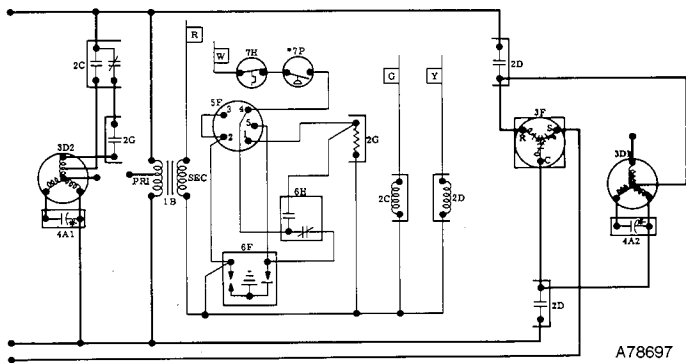 R
W
7H
*7P
G
Y
2C
2D
5F
3
4
5
2
1
3F
R
S
C
2G
2G
3D2
3D1
PRI
SEC
1B
6H
2C
2D
4A1
4A2
6F
2D
A78697